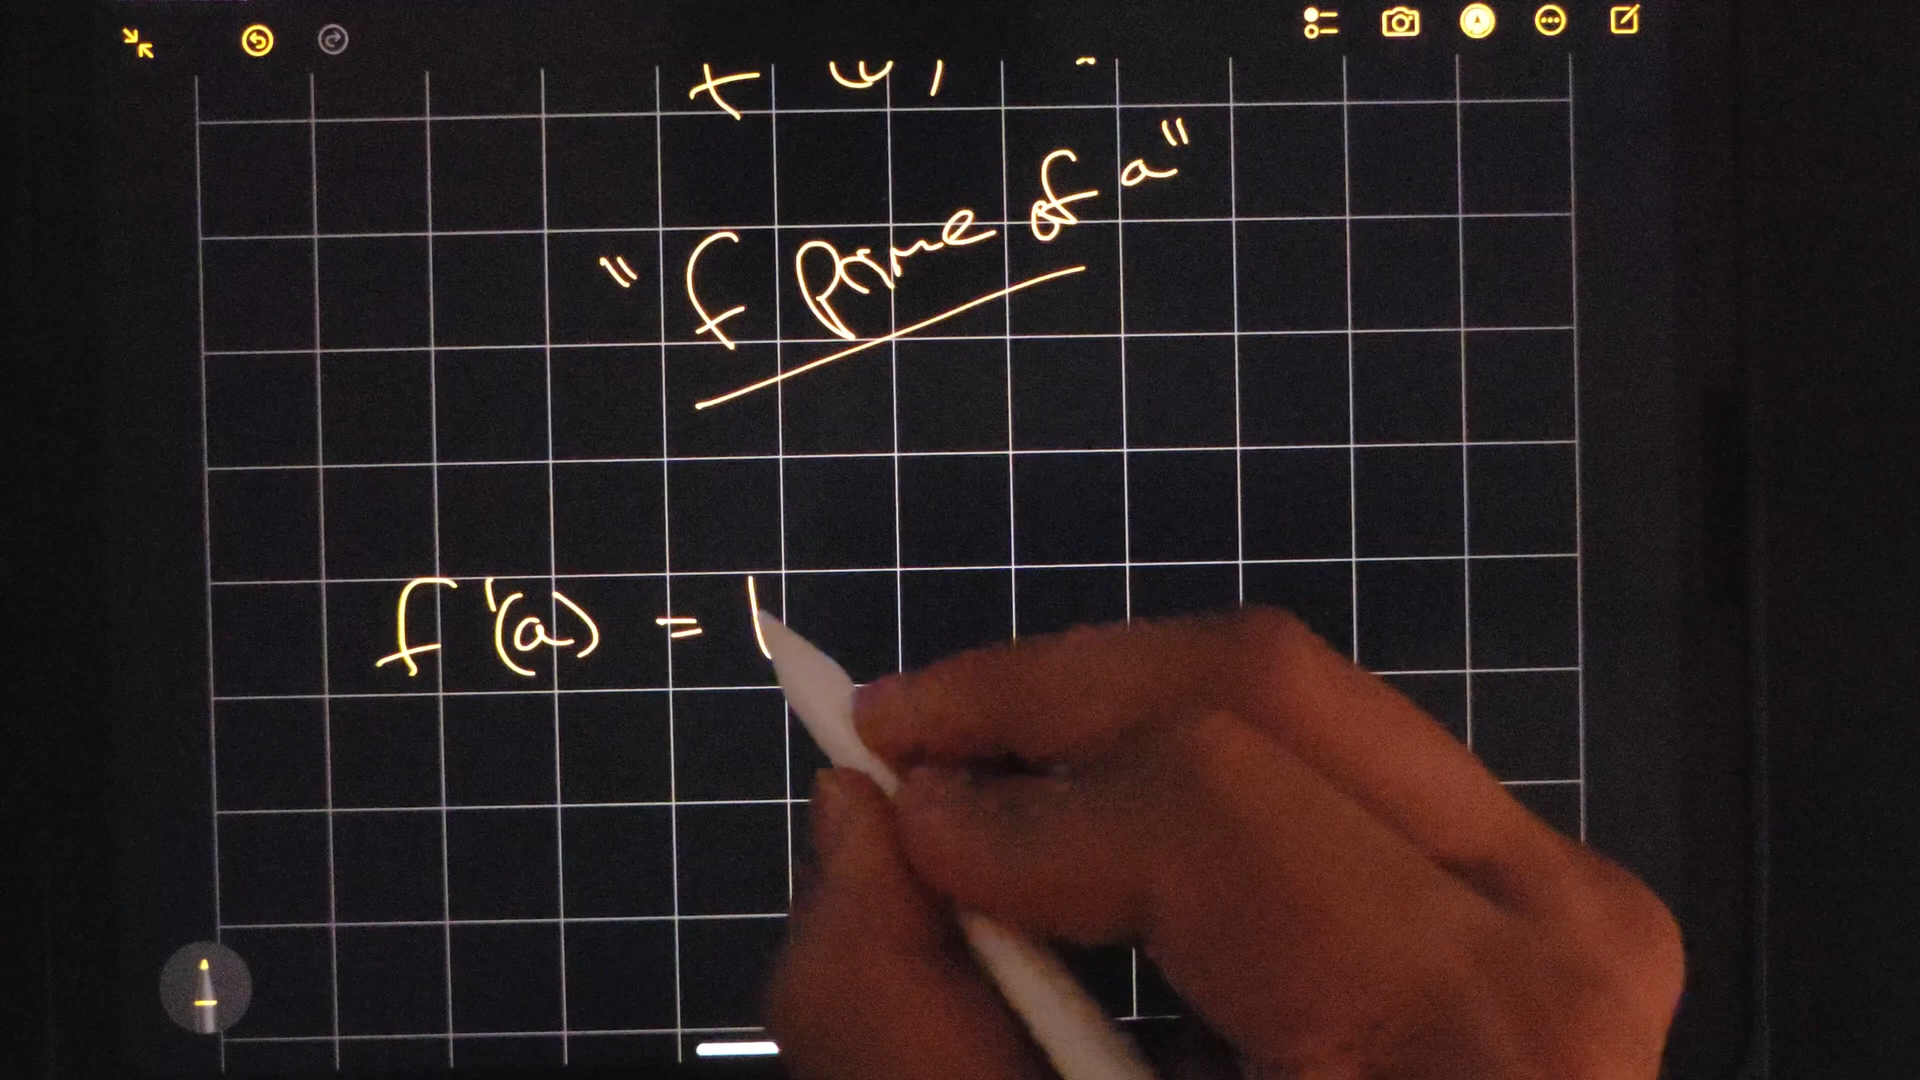 "f prime of a"
f'(a) = l